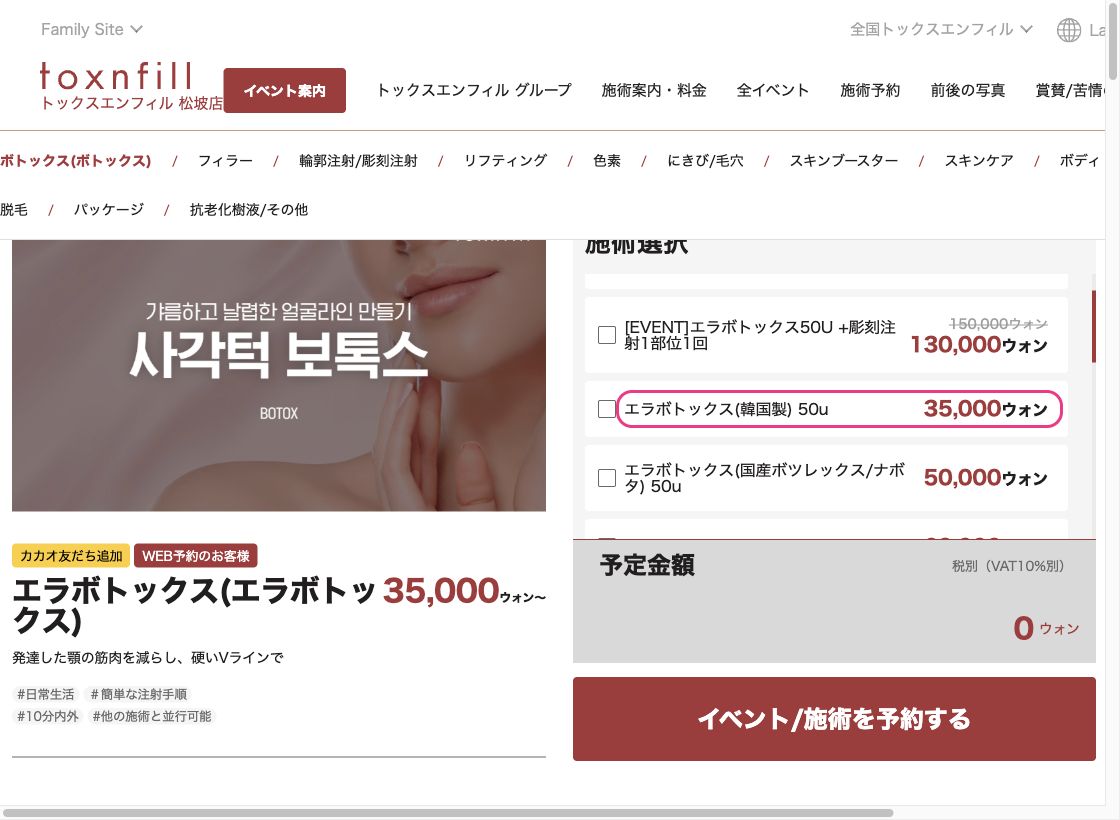 Family Site
全国トックスエンフィル
La
toxnfill
トックスエンフィル 松坡店
イベント案内
トックスエンフィル グループ
施術案内・料金
全イベント
施術予約
前後の写真
賞賛/苦情
ボトックス(ボトックス) / フィラー / 輪郭注射/彫刻注射 / リフティング / 色素 / にきび/毛穴 / スキンブースター / スキンケア / ボディ
脱毛 / パッケージ / 抗老化樹液/その他
갸름하고 날렵한 얼굴라인 만들기
사각턱 보톡스
BOTOX
カカオ友だち追加
WEB予約のお客様
エラボトックス(エラボトッ
クス)
35,000ウォン~
発達した顎の筋肉を減らし、硬いVラインで
#日常生活 #簡単な注射手順
#10分内外 #他の施術と並行可能
施術選択
[EVENT]エラボトックス50U +彫刻注
射1部位1回
150,000ウォン
130,000ウォン
エラボトックス(韓国製) 50u
35,000ウォン
エラボトックス(国産ボツレックス/ナボ
タ) 50u
50,000ウォン
予定金額
税別（VAT10%別）
0 ウォン
イベント/施術を予約する